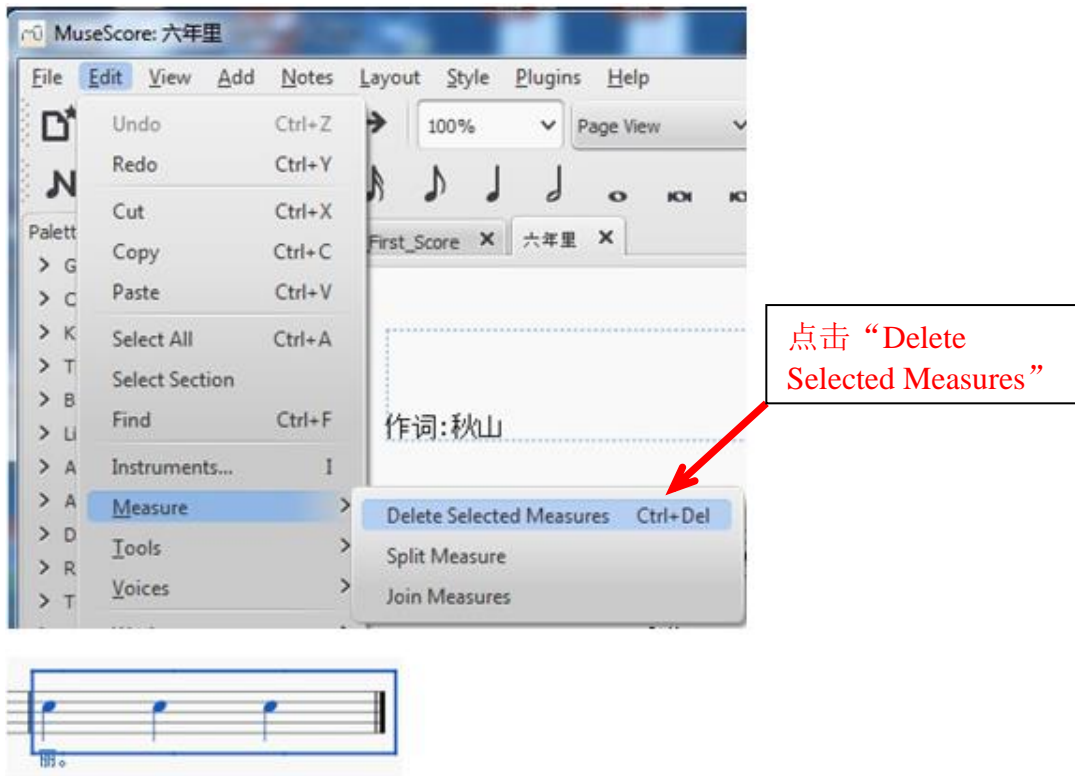 MuseScore: 六年里
File Edit View Add Notes Layout Style Plugins Help
Undo Ctrl+Z
100% Page View
Redo Ctrl+Y
Cut Ctrl+X
Palett
First_Score 六年里
Copy Ctrl+C
G
Paste Ctrl+V
C
K
Select All Ctrl+A
T
Select Section
B
Find Ctrl+F
Li
作词:秋山
A
Instruments... I
A
Measure
D
Tools
R
Voices
T
Delete Selected Measures Ctrl+Del
Split Measure
Join Measures
点击“Delete
Selected Measures”
丽。